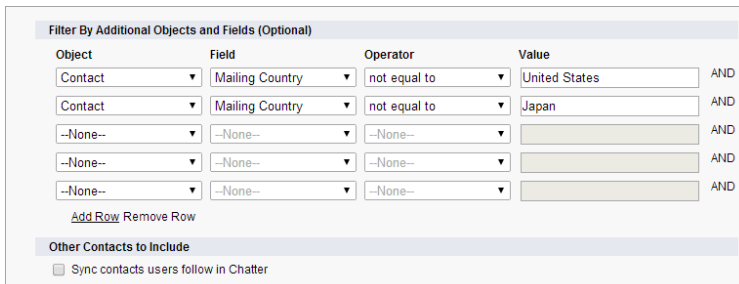 Filter By Additional Objects and Fields (Optional)
Object Field Operator Value
Contact Mailing Country not equal to United States AND
Contact Mailing Country not equal to Japan AND
--None-- --None-- --None-- AND
--None-- --None-- --None-- AND
--None-- --None-- --None-- AND
Add Row Remove Row
Other Contacts to Include
Sync contacts users follow in Chatter